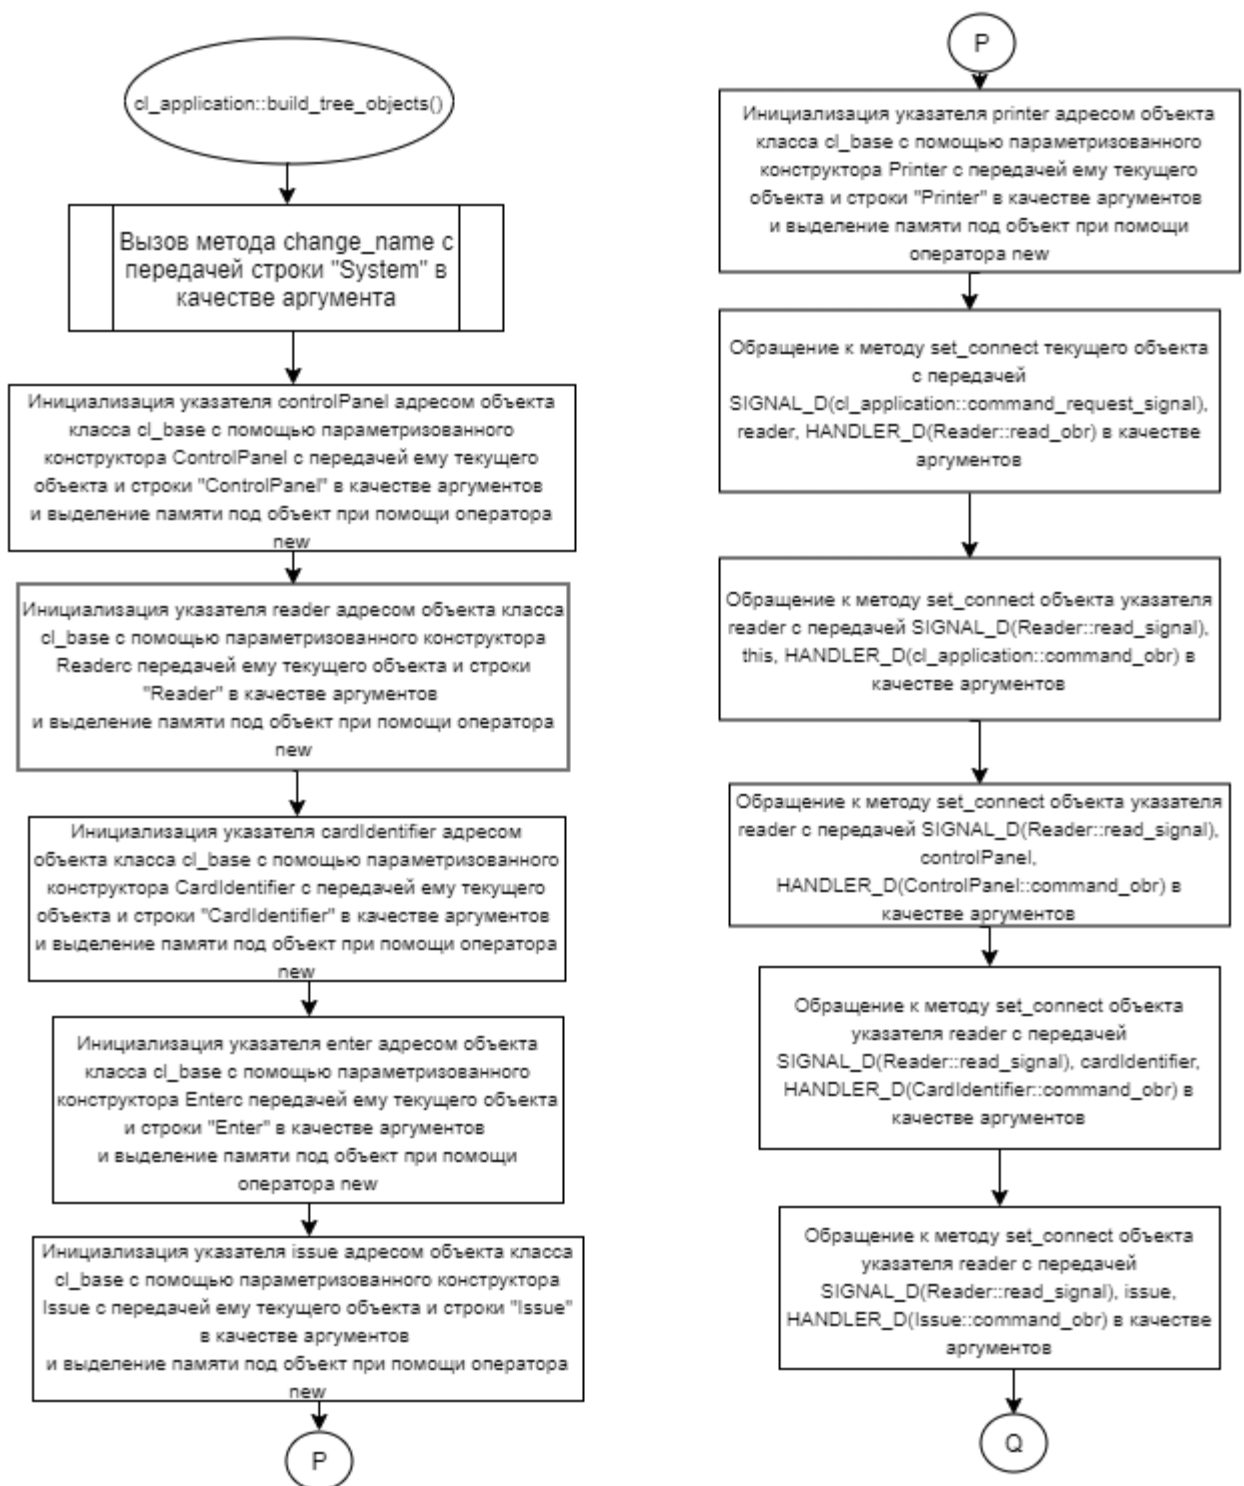 cl_application::build_tree_objects()
Вызов метода change_name с
передачей строки "System" в
качестве аргумента
Инициализация указателя controlPanel адресом объекта
класса cl_base с помощью параметризованного
конструктора ControlPanel с передачей ему текущего
объекта и строки "ControlPanel" в качестве аргументов
и выделение памяти под объект при помощи оператора
new
Инициализация указателя reader адресом объекта класса
cl_base с помощью параметризованного конструктора
Readerс передачей ему текущего объекта и строки
"Reader" в качестве аргументов
и выделение памяти под объект при помощи оператора
new
Инициализация указателя cardIdentifier адресом
объекта класса cl_base с помощью параметризованного
конструктора CardIdentifier с передачей ему текущего
объекта и строки "CardIdentifier" в качестве аргументов
и выделение памяти под объект при помощи оператора
new
Инициализация указателя enter адресом объекта
класса cl_base с помощью параметризованного
конструктора Enterс передачей ему текущего объекта
и строки "Enter" в качестве аргументов
и выделение памяти под объект при помощи
оператора new
Инициализация указателя issue адресом объекта класса
cl_base с помощью параметризованного конструктора
Issue с передачей ему текущего объекта и строки "Issue"
в качестве аргументов
и выделение памяти под объект при помощи оператора
new
P
P
Инициализация указателя printer адресом объекта
класса cl_base с помощью параметризованного
конструктора Printer с передачей ему текущего
объекта и строки "Printer" в качестве аргументов
и выделение памяти под объект при помощи
оператора new
Обращение к методу set_connect текущего объекта
с передачей
SIGNAL_D(cl_application::command_request_signal),
reader, HANDLER_D(Reader::read_obr) в качестве
аргументов
Обращение к методу set_connect объекта указателя
reader с передачей SIGNAL_D(Reader::read_signal),
this, HANDLER_D(cl_application::command_obr) в
качестве аргументов
Обращение к методу set_connect объекта указателя
reader с передачей SIGNAL_D(Reader::read_signal),
controlPanel,
HANDLER_D(ControlPanel::command_obr) в
качестве аргументов
Обращение к методу set_connect объекта
указателя reader с передачей
SIGNAL_D(Reader::read_signal), cardIdentifier,
HANDLER_D(CardIdentifier::command_obr) в
качестве аргументов
Обращение к методу set_connect объекта
указателя reader с передачей
SIGNAL_D(Reader::read_signal), issue,
HANDLER_D(Issue::command_obr) в качестве
аргументов
Q